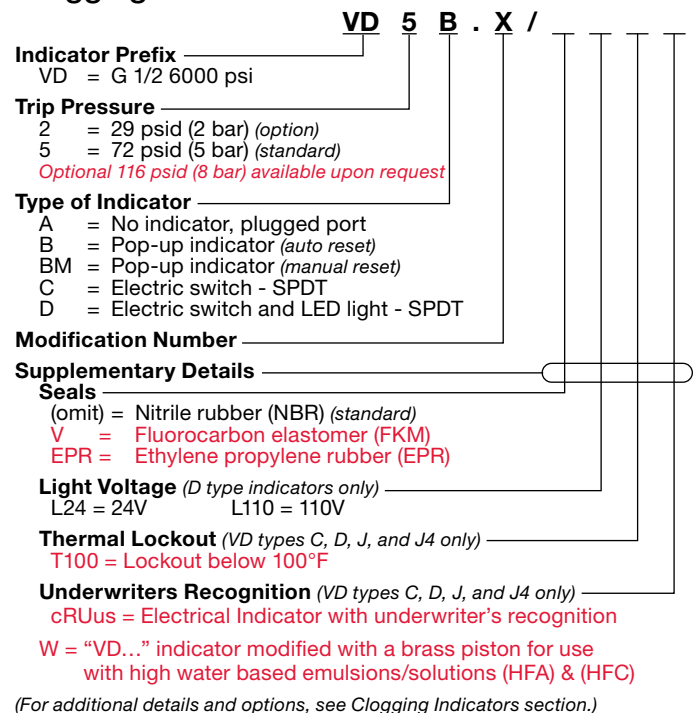 VD 5 B . X /
Indicator Prefix
VD = G 1/2 6000 psi
Trip Pressure
2 = 29 psid (2 bar) (option)
5 = 72 psid (5 bar) (standard)
Optional 116 psid (8 bar) available upon request
Type of Indicator
A = No indicator, plugged port
B = Pop-up indicator (auto reset)
BM = Pop-up indicator (manual reset)
C = Electric switch - SPDT
D = Electric switch and LED light - SPDT
Modification Number
Supplementary Details
Seals
(omit) = Nitrile rubber (NBR) (standard)
V = Fluorocarbon elastomer (FKM)
EPR = Ethylene propylene rubber (EPR)
Light Voltage (D type indicators only)
L24 = 24V L110 = 110V
Thermal Lockout (VD types C, D, J, and J4 only)
T100 = Lockout below 100°F
Underwriters Recognition (VD types C, D, J, and J4 only)
cRUus = Electrical Indicator with underwriter's recognition
W = “VD…” indicator modified with a brass piston for use
with high water based emulsions/solutions (HFA) & (HFC)
(For additional details and options, see Clogging Indicators section.)